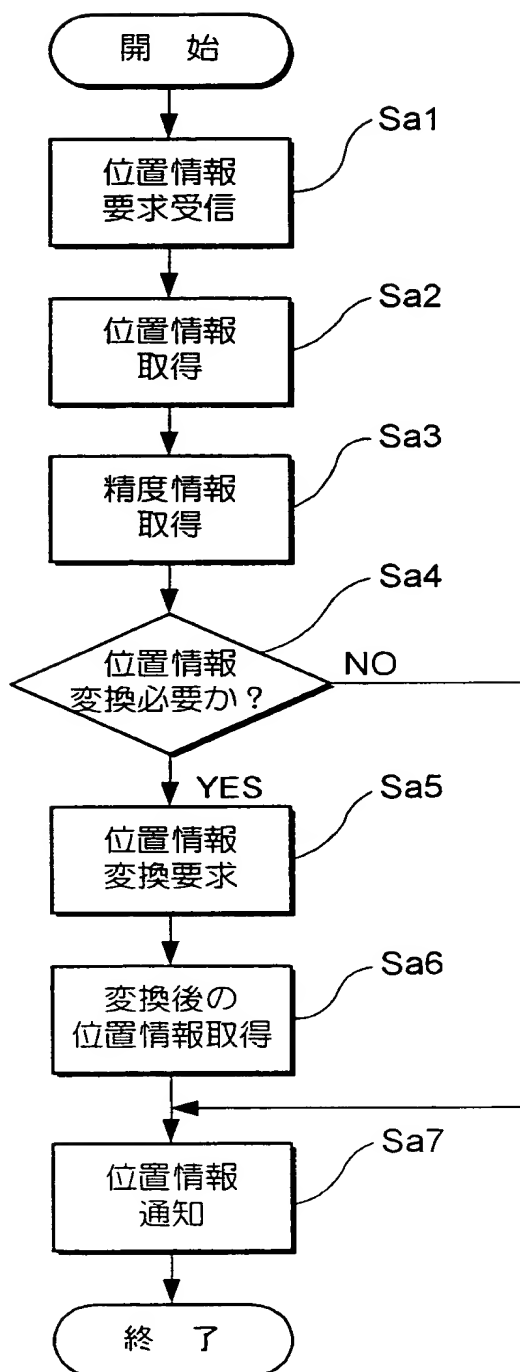 開 始
Sa1
位置情報
要求受信
Sa2
位置情報
取得
Sa3
精度情報
取得
Sa4
位置情報
変換必要か？
NO
YES
Sa5
位置情報
変換要求
Sa6
変換後の
位置情報取得
Sa7
位置情報
通知
終 了